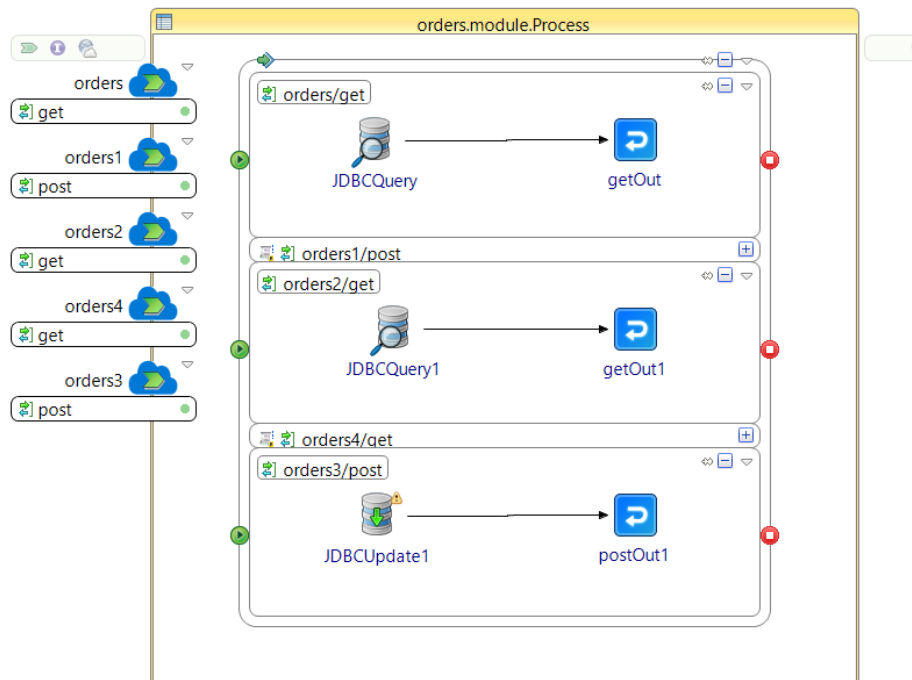 orders.module.Process
orders
get
orders1
post
orders2
get
orders4
get
orders3
post
orders/get
JDBCQuery
getOut
orders1/post
orders2/get
JDBCQuery1
getOut1
orders4/get
orders3/post
JDBCUpdate1
postOut1